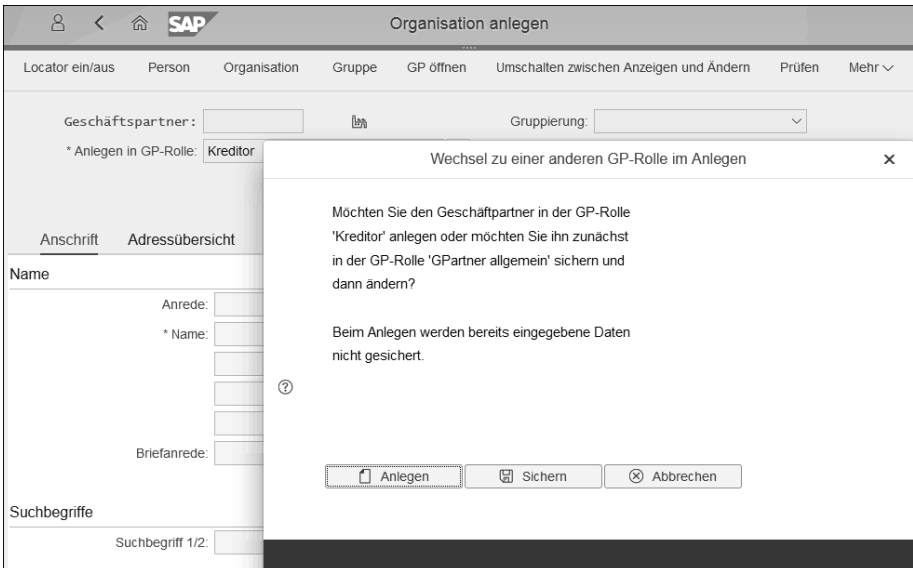 SAP
Organisation anlegen
Locator ein/aus Person Organisation Gruppe GP öffnen Umschalten zwischen Anzeigen und Ändern Prüfen Mehr
Geschäftspartner: Gruppierung:
* Anlegen in GP-Rolle: Kreditor
Wechsel zu einer anderen GP-Rolle im Anlegen
Möchten Sie den Geschäftpartner in der GP-Rolle
'Kreditor' anlegen oder möchten Sie ihn zunächst
in der GP-Rolle 'GPartner allgemein' sichern und
dann ändern?
Beim Anlegen werden bereits eingegebene Daten
nicht gesichert.
Anlegen Sichern Abbrechen
Anschrift Adressübersicht
Name
Anrede:
* Name:
Briefanrede:
Suchbegriffe
Suchbegriff 1/2: